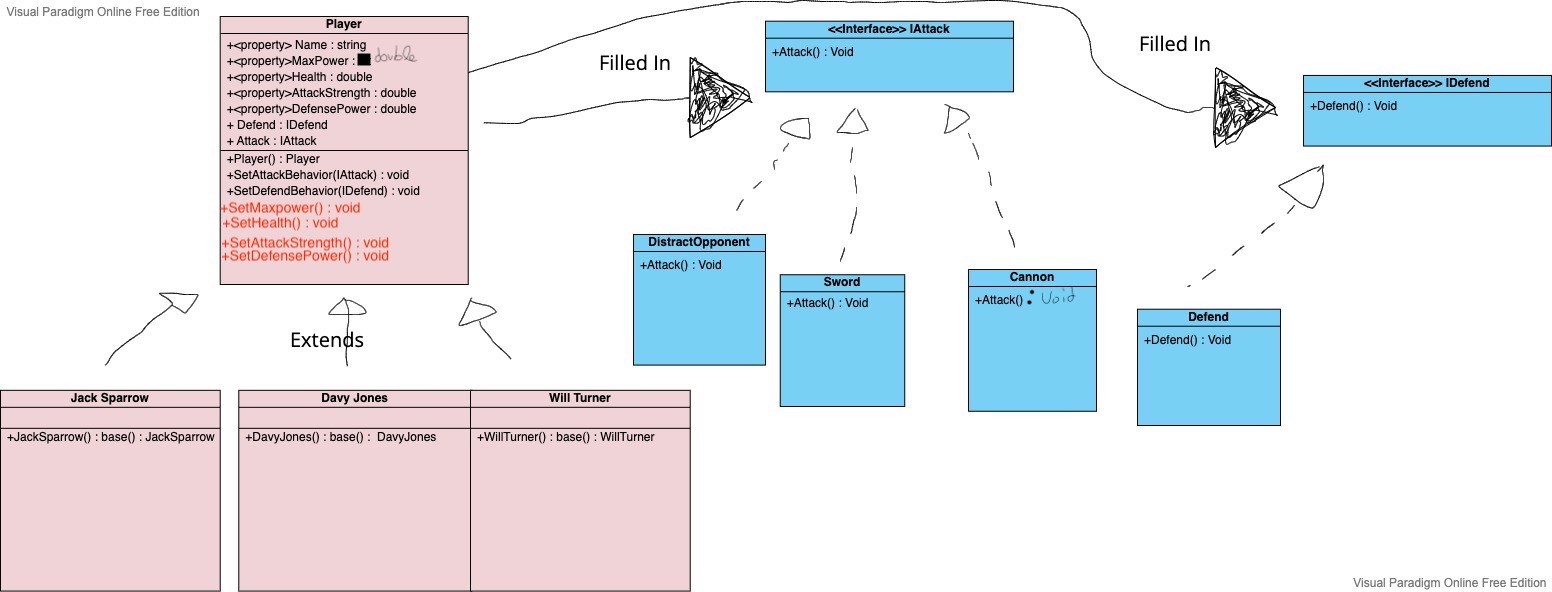 Visual Paradigm Online Free Edition
Player
+<property> Name : string
+<property>MaxPower : double
+<property>Health : double
+<property>AttackStrength : double
+<property>DefensePower : double
+ Defend : IDefend
+ Attack : IAttack
+Player() : Player
+SetAttackBehavior(IAttack) : void
+SetDefendBehavior(IDefend) : void
+SetMaxpower() : void
+SetHealth() : void
+SetAttackStrength() : void
+SetDefensePower() : void
Filled In
<<Interface>> IAttack
+Attack() : Void
Filled In
<<Interface>> IDefend
+Defend() : Void
DistractOpponent
+Attack() : Void
Sword
+Attack() : Void
Cannon
+Attack() : Void
Defend
+Defend() : Void
Extends
Jack Sparrow
+JackSparrow() : base() : JackSparrow
Davy Jones
+DavyJones() : base() : DavyJones
Will Turner
+WillTurner() : base() : WillTurner
Visual Paradigm Online Free Edition